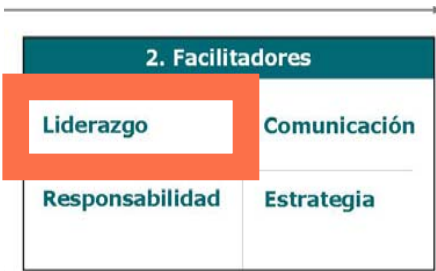 2. Facilitadores
Liderazgo
Comunicación
Responsabilidad
Estrategia